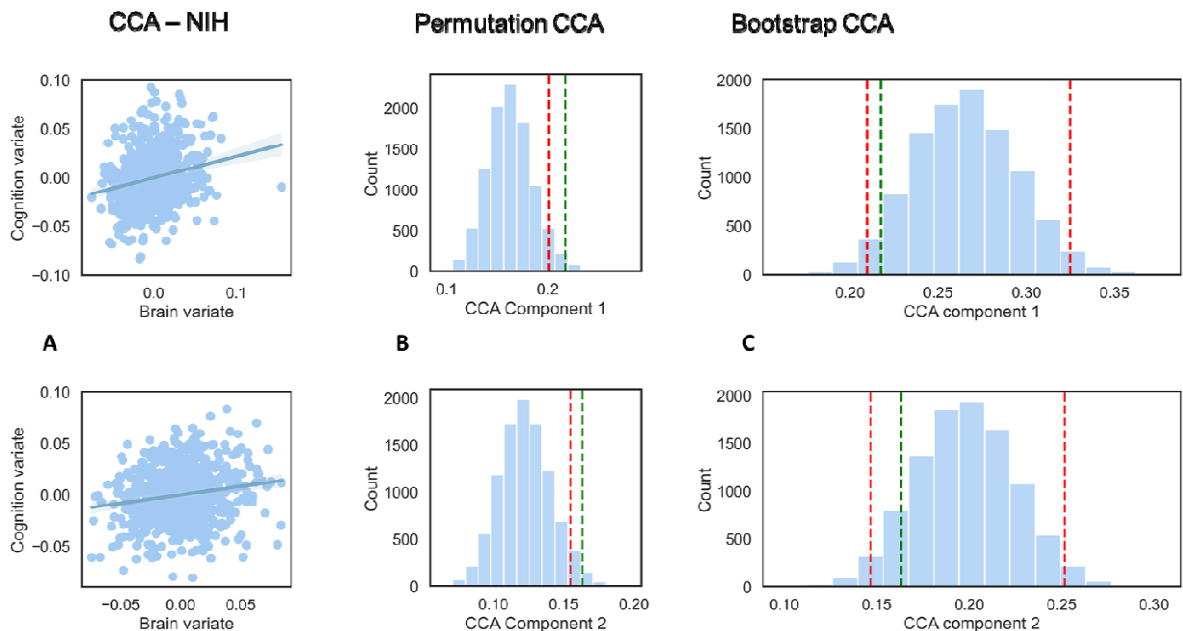 CCA – NIH
Permutation CCA
Bootstrap CCA
Cognition variate
0.10
0.05
0.00
−0.05
−0.10
0.0 0.1
Brain variate
Count
2000
1500
1000
500
0
0.1 0.2
CCA Component 1
Count
2000
1500
1000
500
0
0.20 0.25 0.30 0.35
CCA component 1
A
B
C
Cognition variate
0.10
0.05
0.00
−0.05
−0.05 0.00 0.05
Brain variate
Count
2000
1500
1000
500
0
0.10 0.15 0.20
CCA Component 2
Count
2000
1500
1000
500
0
0.10 0.15 0.20 0.25 0.30
CCA component 2